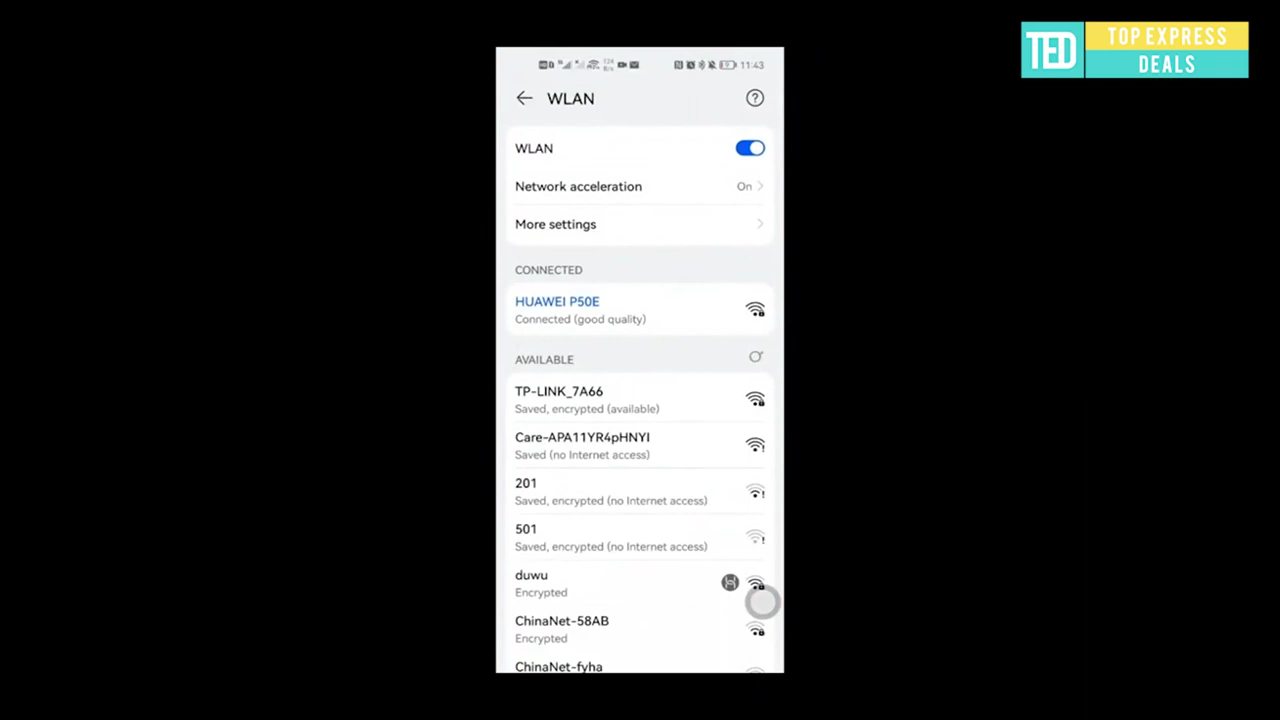 TED
TOP EXPRESS
DEALS
11:43
WLAN
WLAN
Network acceleration On
More settings
CONNECTED
HUAWEI P50E
Connected (good quality)
AVAILABLE
TP-LINK_7A66
Saved, encrypted (available)
Care-APA11YR4pHNYI
Saved (no Internet access)
201
Saved, encrypted (no Internet access)
501
Saved, encrypted (no Internet access)
duwu
Encrypted
ChinaNet-58AB
Encrypted
ChinaNet-fyha